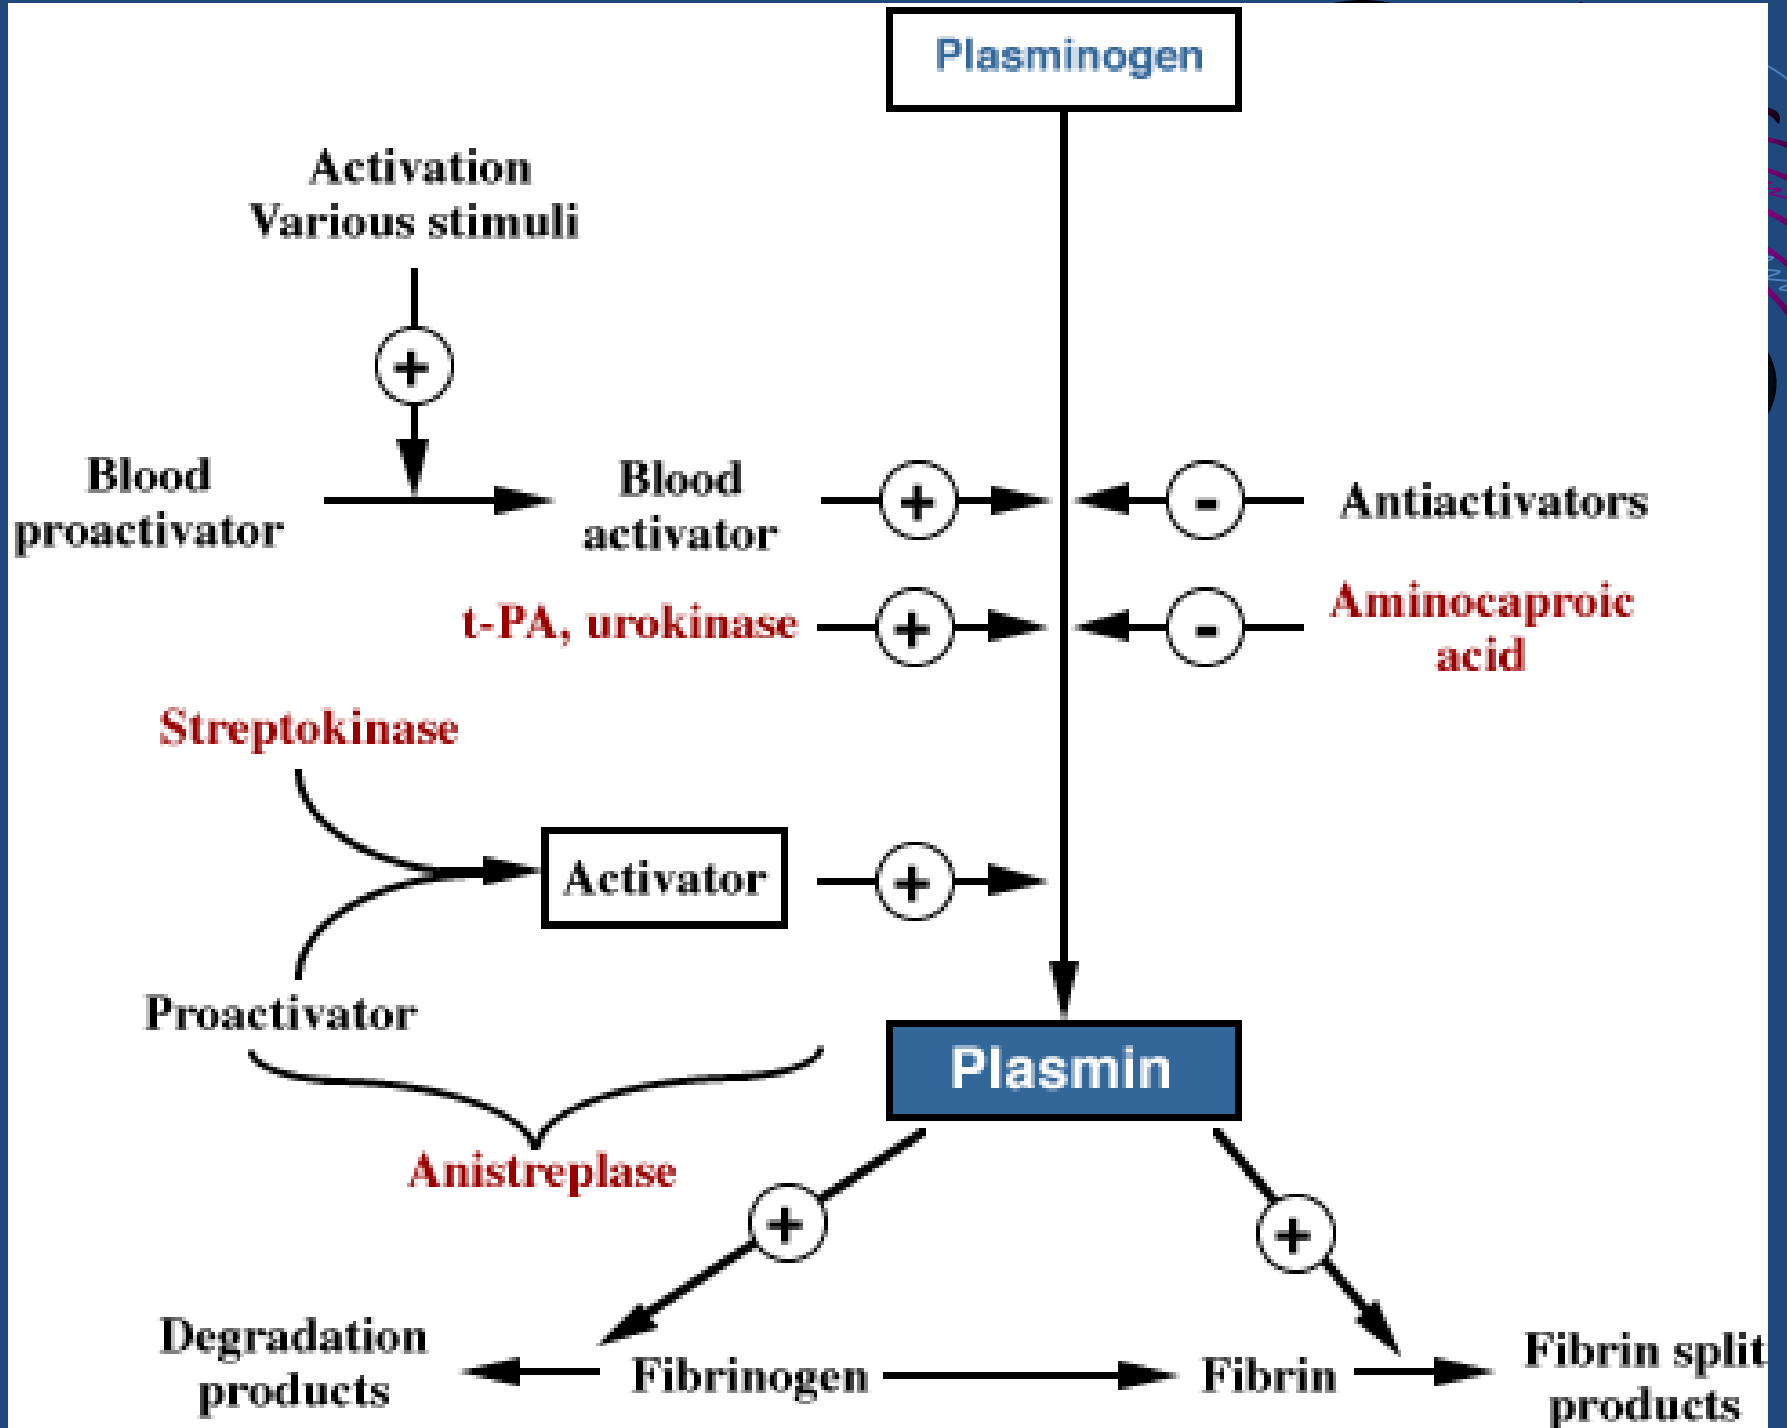 Plasminogen
Activation
Various stimuli
+
Blood
proactivator
Blood
activator
+
-
Antiactivators
t-PA, urokinase
+
-
Aminocaproic
acid
Streptokinase
Activator
+
Proactivator
Plasmin
Anistreplase
+
+
Degradation
products
Fibrinogen
Fibrin
Fibrin split
products